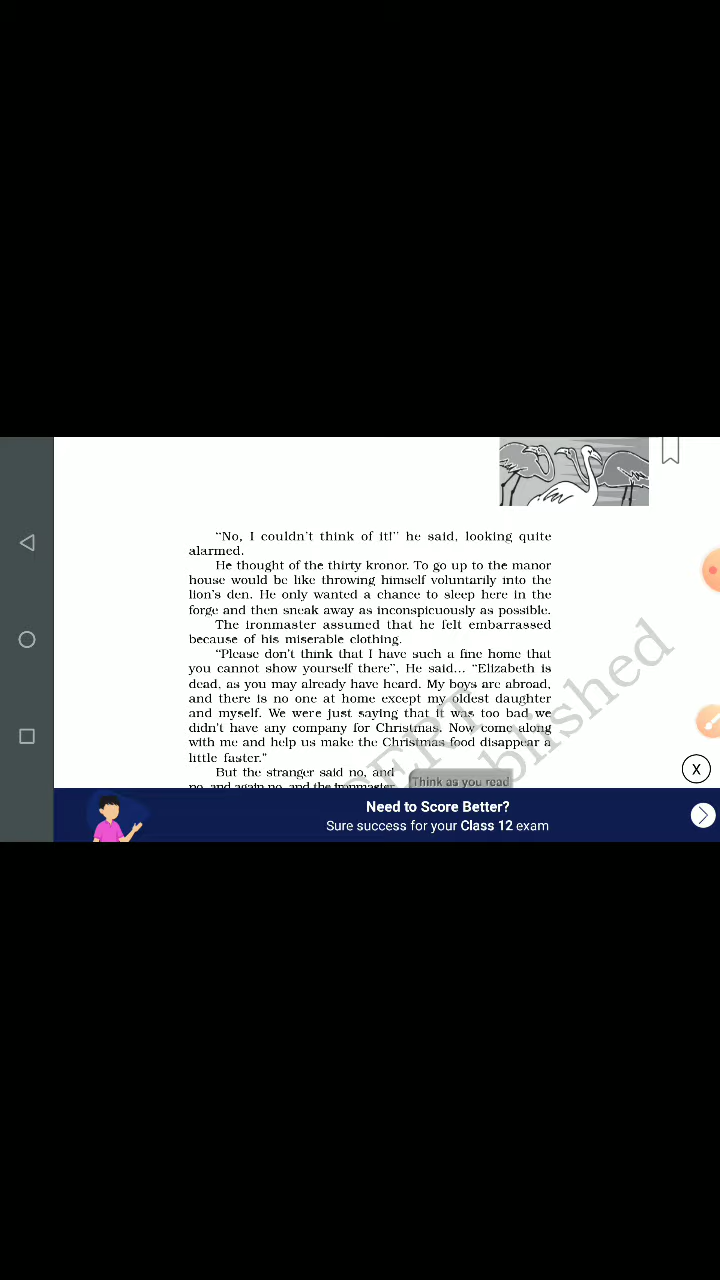 “No, I couldn’t think of it!” he said, looking quite
alarmed.
He thought of the thirty kronor. To go up to the manor
house would be like throwing himself voluntarily into the
lion’s den. He only wanted a chance to sleep here in the
forge and then sneak away as inconspicuously as possible.
The ironmaster assumed that he felt embarrassed
because of his miserable clothing.
“Please don’t think that I have such a fine home that
you cannot show yourself there”, He said... “Elizabeth is
dead, as you may already have heard. My boys are abroad,
and there is no one at home except my oldest daughter
and myself. We were just saying that it was too bad we
didn’t have any company for Christmas. Now come along
with me and help us make the Christmas food disappear a
little faster.”
But the stranger said no, and
no, and again no, and the ironmaster
Think as you read
X
Need to Score Better?
Sure success for your Class 12 exam